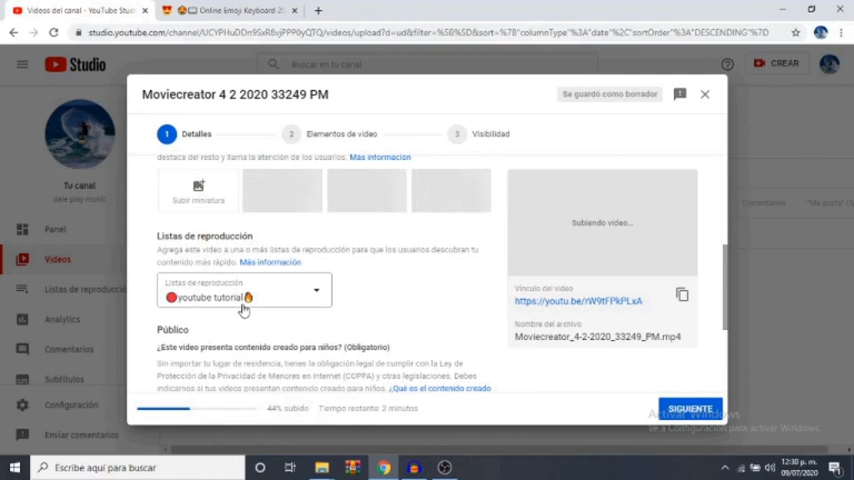 Videos del canal - YouTube Stud
Online Emoji Keyboard 20
studio.youtube.com/channel/UCYPHuDDn9SxR8vjPPP0yQTQ/videos/upload?d=ud&filter=%5B%5D&sort=%7B"columnType"%3A"date"%2C"sortOrder"%3A"DESCENDING"%7D
Studio
Buscar en tu canal
CREAR
Moviecreator 4 2 2020 33249 PM
Se guardó como borrador
1 Detalles
2 Elementos de video
3 Visibilidad
destaca del resto y llama la atención de los usuarios. Más información
Subir miniatura
Listas de reproducción
Agrega este video a una o más listas de reproducción para que los usuarios descubran tu
contenido más rápido. Más información
Listas de reproducción
🔴youtube tutorial🔥
Público
¿Este video presenta contenido creado para niños? (Obligatorio)
Sin importar tu lugar de residencia, tienes la obligación legal de cumplir con la Ley de
Protección de la Privacidad de Menores en Internet (COPPA) y otras legislaciones. Debes
indicarnos si tus videos presentan contenido creado para niños. ¿Qué es el contenido creado
Subiendo video...
Vínculo del video
https://youtu.be/rW9tFPkPLxA
Nombre del archivo
Moviecreator_4-2-2020_33249_PM.mp4
44% subido
Tiempo restante: 2 minutos
SIGUIENTE
Tu canal
dale play music
Panel
Videos
Listas de reproducció
Analytics
Comentarios
Subtítulos
Configuración
Enviar comentarios
Comentarios
"Me gusta" (
Activar Windows
Ve a Configuración para activar Windows.
Escribe aquí para buscar
12:30 p. m.
09/07/2020